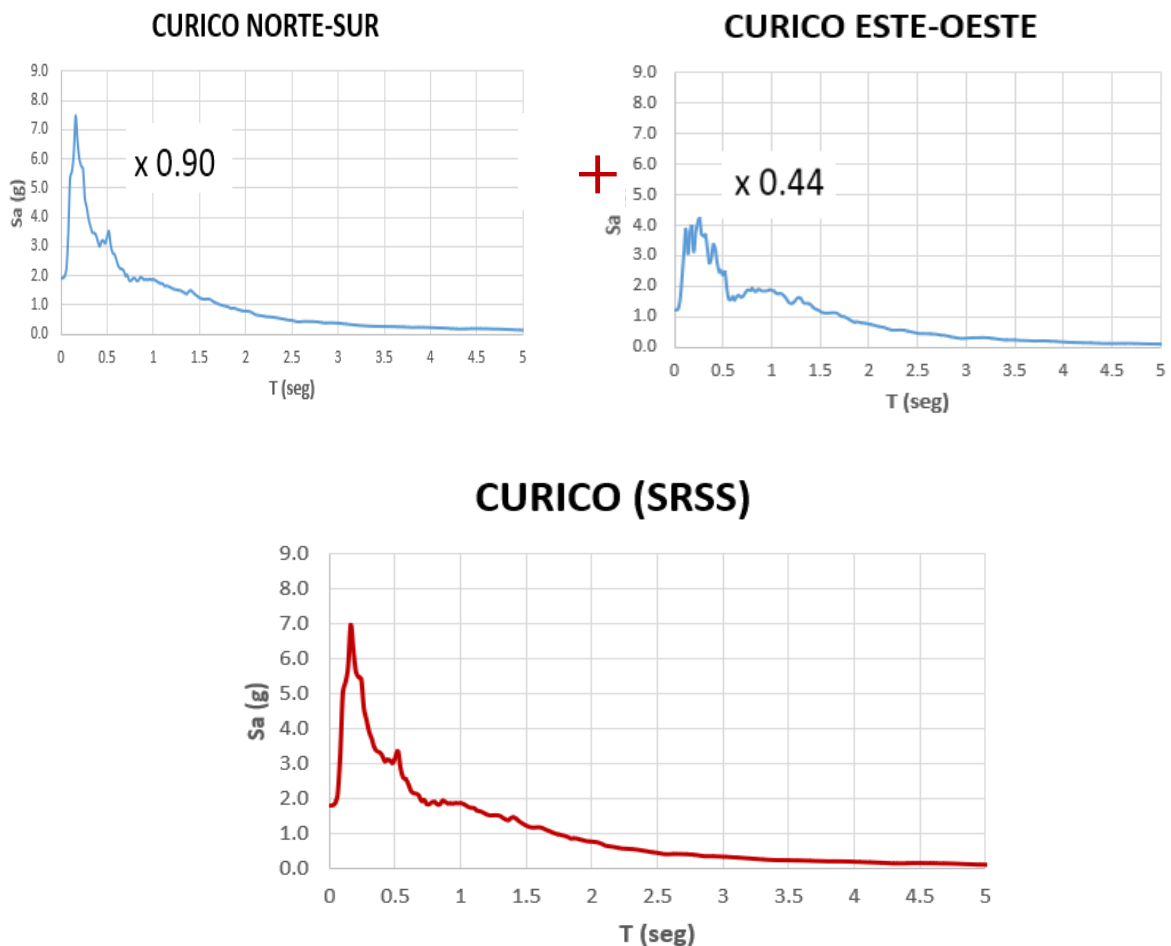 CURICO NORTE-SUR
Sa (g)
9.0
8.0
7.0
6.0
5.0
4.0
3.0
2.0
1.0
0.0
x 0.90
0 0.5 1 1.5 2 2.5 3 3.5 4 4.5 5
T (seg)
+
CURICO ESTE-OESTE
Sa
9.0
8.0
7.0
6.0
5.0
4.0
3.0
2.0
1.0
0.0
x 0.44
0 0.5 1 1.5 2 2.5 3 3.5 4 4.5 5
T (seg)
CURICO (SRSS)
Sa (g)
9.0
8.0
7.0
6.0
5.0
4.0
3.0
2.0
1.0
0.0
0 0.5 1 1.5 2 2.5 3 3.5 4 4.5 5
T (seg)